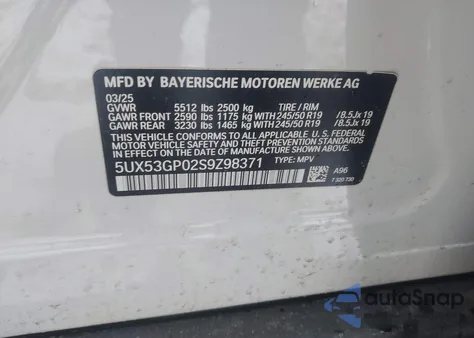 MFD BY BAYERISCHE MOTOREN WERKE AG
03/25
GVWR 5512 lbs 2500 kg TIRE / RIM
GAWR FRONT 2590 lbs 1175 kg WITH 245/50 R19 / 8.5Jx 19
GAWR REAR 3230 lbs 1465 kg WITH 245/50 R19 / 8.5Jx 19
THIS VEHICLE CONFORMS TO ALL APPLICABLE U.S. FEDERAL
MOTOR VEHICLE SAFETY AND THEFT PREVENTION STANDARDS
IN EFFECT ON THE DATE OF MANUFACTURE SHOWN ABOVE.
5UX53GP02S9Z98371 TYPE: MPV
A96
7 320 730
autoSnap